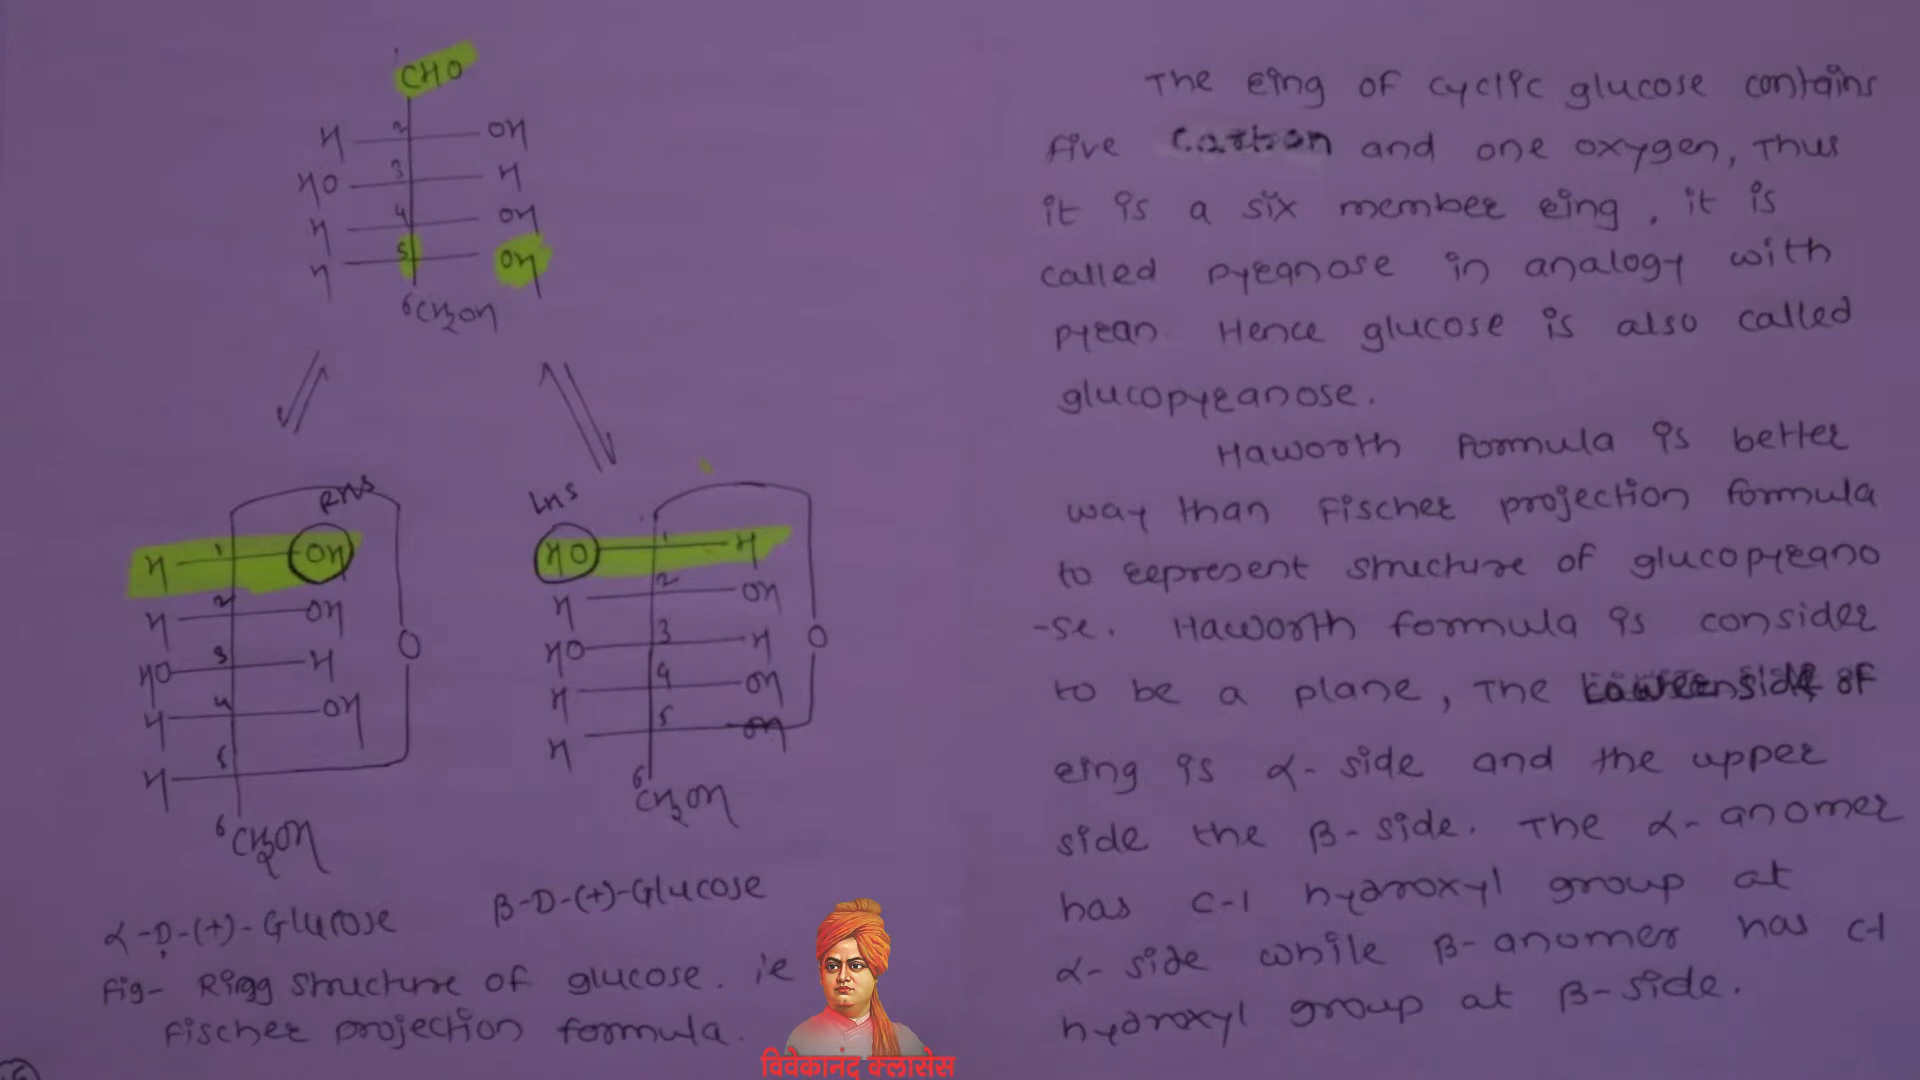 CHO
H 2 OH
HO 3 H
H 4 OH
H 5 OH
6CH2OH
RHS
H 1 OH
H 2 OH
HO 3 H
O
H 4 OH
H 5
6CH2OH
α-D-(+)-Glucose
LHS
HO 1 H
H 2 OH
HO 3 H
O
H 4 OH
H 5 OH
6CH2OH
β-D-(+)-Glucose
Fig- Ring structure of glucose. ie
Fischer projection formula.
विवेकानंद क्लासेस
The ring of cyclic glucose contains
five carbon and one oxygen, Thus
it is a six member ring, it is
called pyranose in analogy with
pyran. Hence glucose is also called
glucopyranose.
Haworth formula is better
way than Fischer projection formula
to represent structure of glucopyrano
-se. Haworth formula is consider
to be a plane, The side of
ring is α-side and the upper
side the β-side. The α-anomer
has C-1 hydroxyl group at
α-side while β-anomer has C-1
hydroxyl group at β-side.